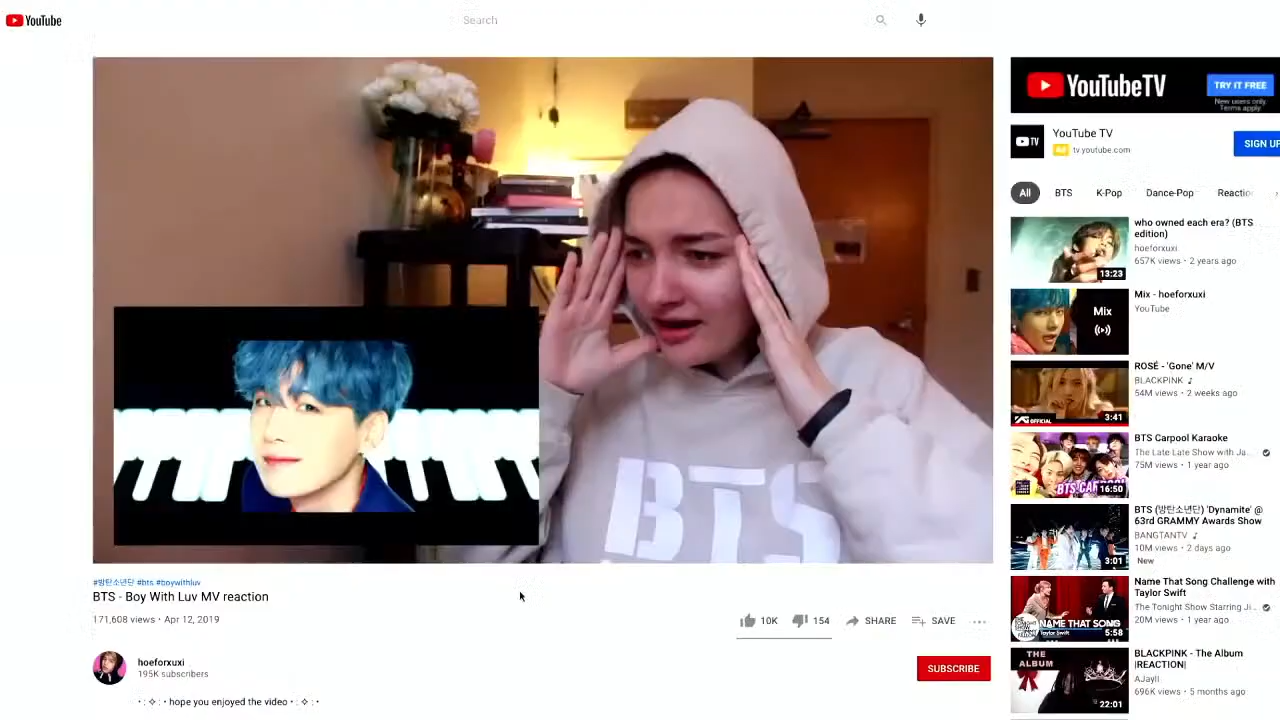 YouTube
Search
BTS
#방탄소년단 #bts #boywithluv
BTS - Boy With Luv MV reaction
171,608 views • Apr 12, 2019
10K
154
SHARE
SAVE
hoeforxuxi
195K subscribers
SUBSCRIBE
• : ✧ : • hope you enjoyed the video • : ✧ : •
YouTubeTV
TRY IT FREE
New users only.
Terms apply.
TV
YouTube TV
Ad tv.youtube.com
SIGN UP
All BTS K-Pop Dance-Pop
who owned each era? (BTS
edition)
hoeforxuxi
657K views • 2 years ago
13:23
Mix - hoeforxuxi
YouTube
Mix
ROSÉ - 'Gone' M/V
BLACKPINK ♪
54M views • 2 weeks ago
OFFICIAL
3:41
BTS Carpool Karaoke
The Late Late Show with Ja...
75M views • 1 year ago
16:50
BTS (방탄소년단) 'Dynamite' @
63rd GRAMMY Awards Show
BANGTANTV ♪
10M views • 2 days ago
New
3:01
Name That Song Challenge with
Taylor Swift
The Tonight Show Starring Ji...
20M views • 1 year ago
NAME THAT SONG
Taylor Swift
5:58
BLACKPINK - The Album
|REACTION|
AJayII
696K views • 5 months ago
THE
ALBUM
22:01